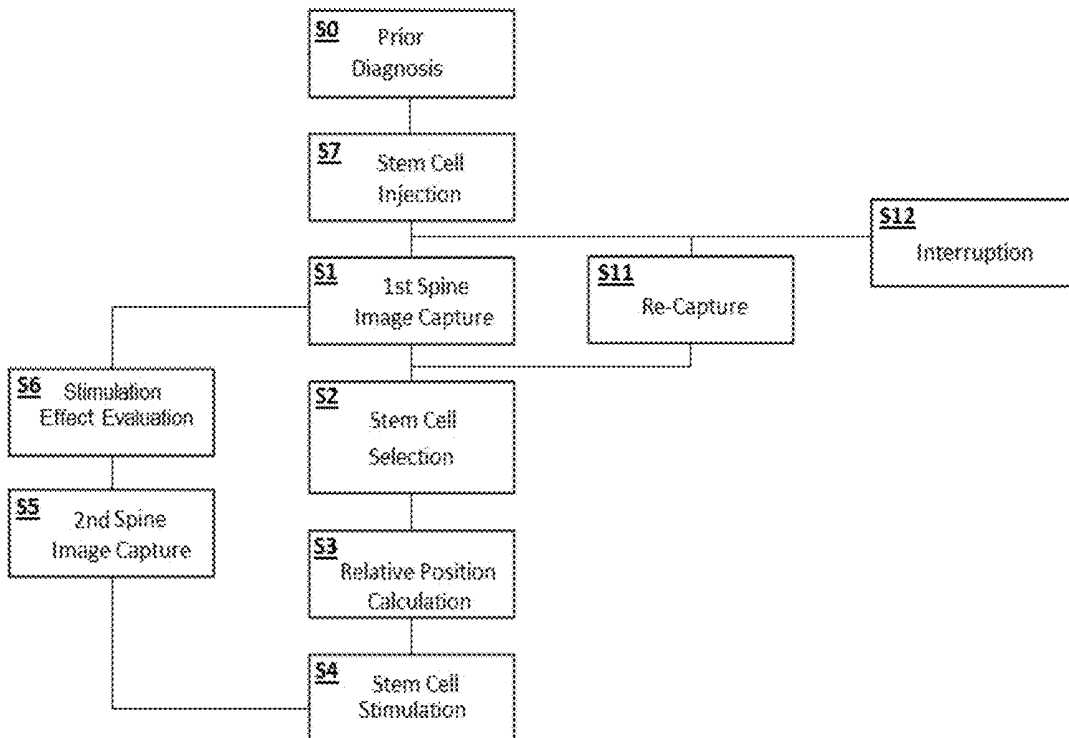 S0
Prior
Diagnosis
S7
Stem Cell
Injection
S12
Interruption
S1
1st Spine
Image Capture
S11
Re-Capture
S6
Stimulation
Effect Evaluation
S2
Stem Cell
Selection
S5
2nd Spine
Image Capture
S3
Relative Position
Calculation
S4
Stem Cell
Stimulation